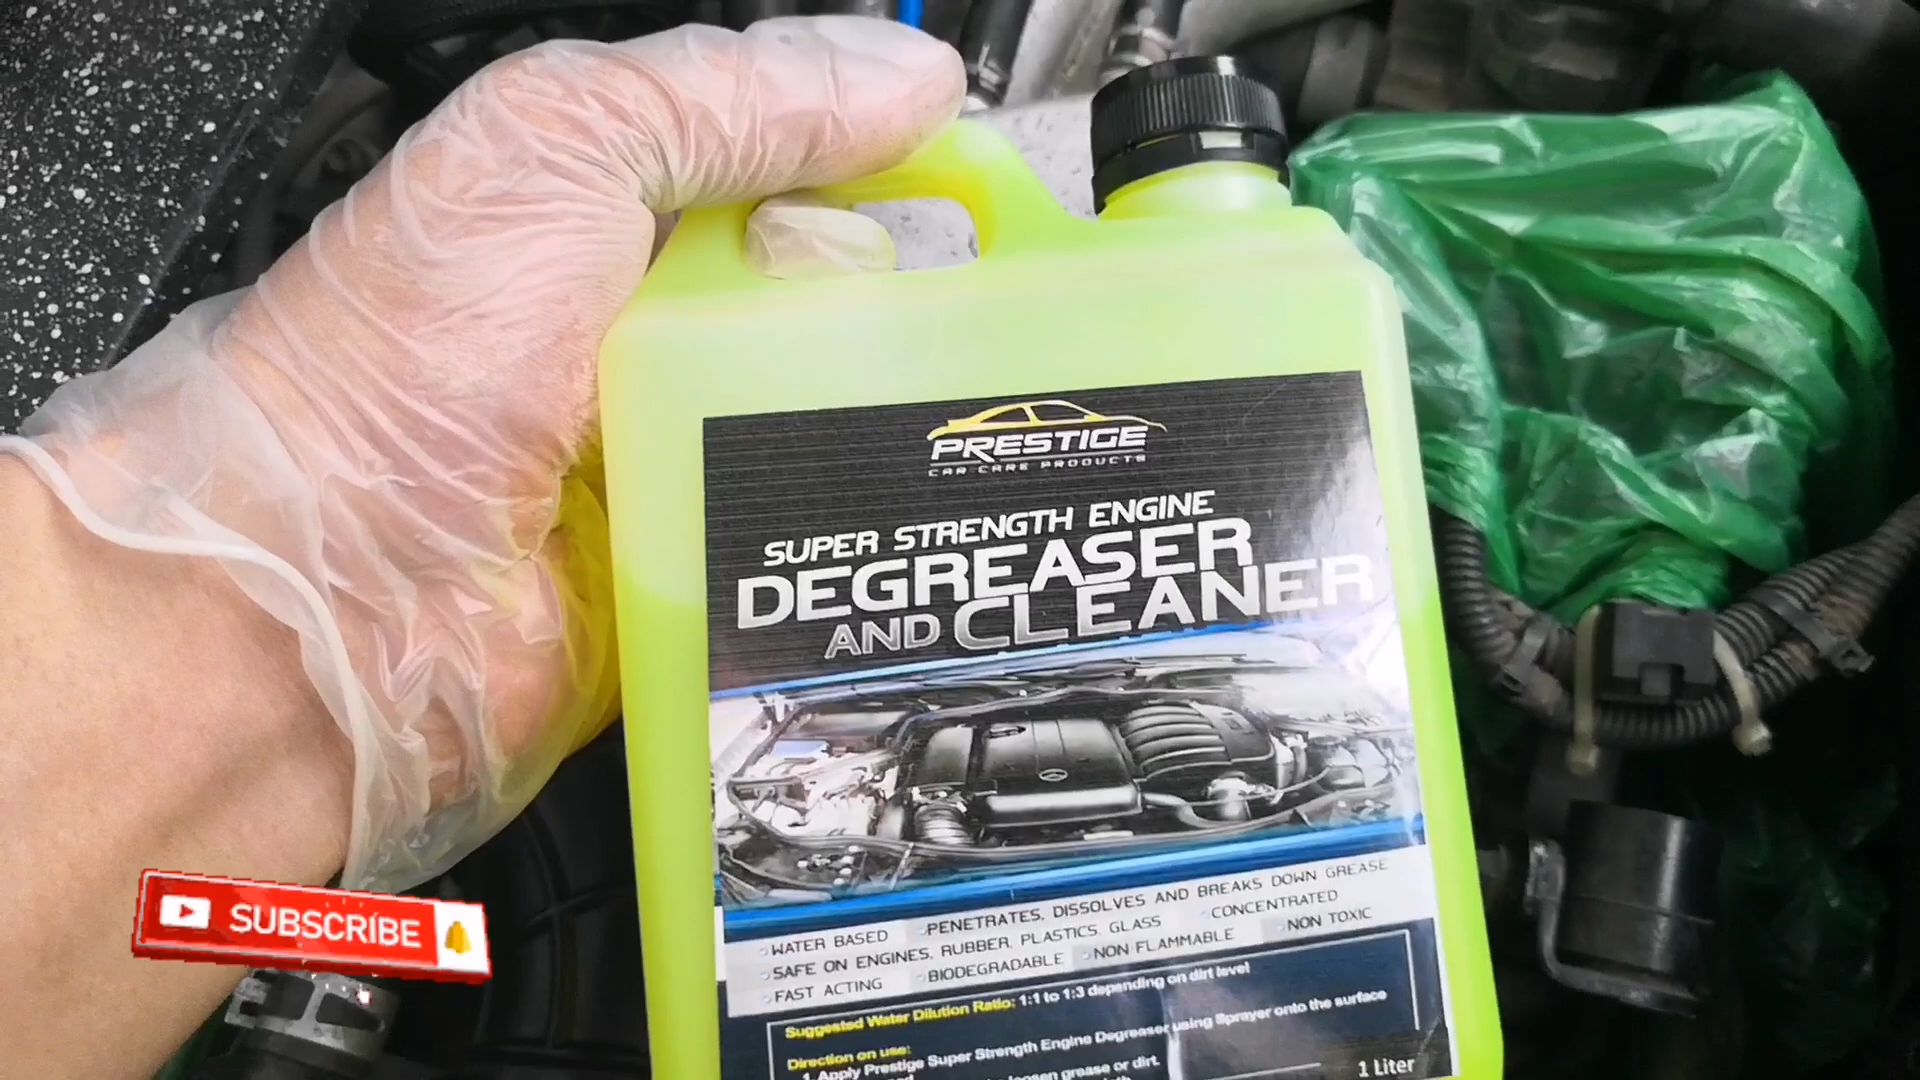 PRESTIGE
CAR CARE PRODUCTS
SUPER STRENGTH ENGINE
DEGREASER
AND CLEANER
WATER BASED PENETRATES, DISSOLVES AND BREAKS DOWN GREASE
SAFE ON ENGINES, RUBBER, PLASTICS, GLASS CONCENTRATED
FAST ACTING BIODEGRADABLE NON FLAMMABLE NON TOXIC
Suggested Water Dilution Ratio: 1:1 to 1:3 depending on dirt level
Direction on use:
1. Apply Prestige Super Strength Engine Degreaser using Sprayer onto the surface
loosen grease or dirt.
1 Liter
SUBSCRIBE